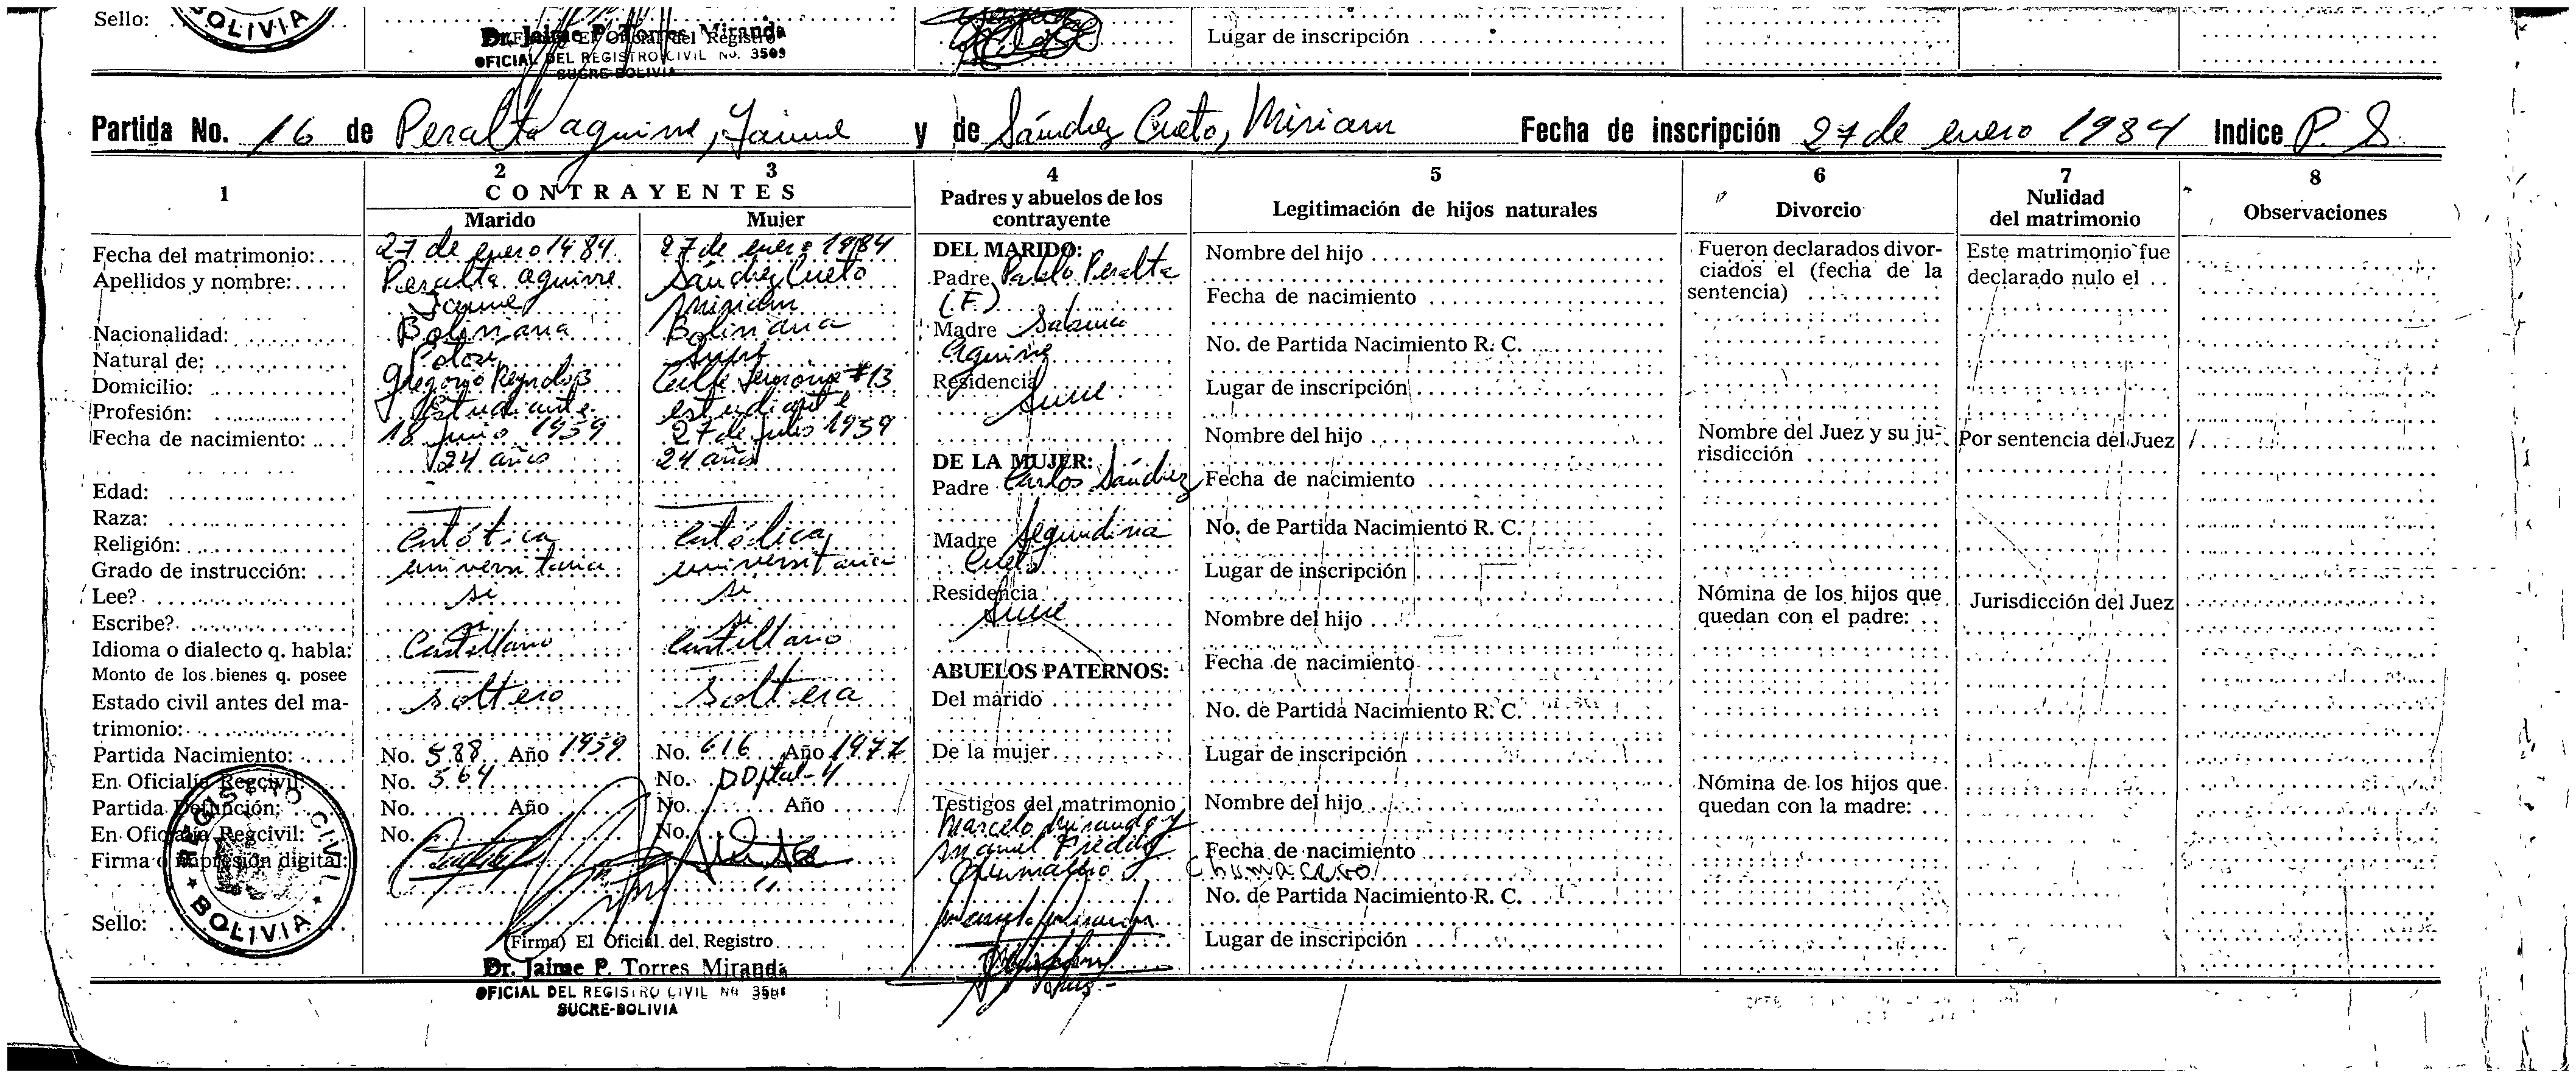 Sello:
BOLIVIA
Dr. Jaime P. Torres Miranda
El Oficial del Registro
OFICIAL DEL REGISTRO CIVIL No. 3509
SUCRE-BOLIVIA
Lugar de inscripción
Partida No. 16 de Peralta aguirre, Jaime y de Sánchez Cueto, Miriam Fecha de inscripción 27 de enero 1984 Indice P. S.
1
2 3
CONTRAYENTES
Marido Mujer
4
Padres y abuelos de los
contrayente
5
Legitimación de hijos naturales
6
Divorcio
7
Nulidad
del matrimonio
8
Observaciones
Fecha del matrimonio: 27 de enero 1984 27 de enero 1984
Apellidos y nombre: Peralta aguirre Sánchez Cueto
Jaime Miriam
Nacionalidad: Boliviana Boliviana
Natural de: Potosí Sucre
Domicilio: Gregorio Reynolds Calle #13
Profesión: Estudiante estudiante
Fecha de nacimiento: 18 Junio 1959 27 de Julio 1959
24 años 24 años
Edad:
Raza:
Religión: Católica católica
Grado de instrucción: universitaria universitaria
Lee? si si
Escribe? si si
Idioma o dialecto q. habla: Castellano Castellano
Monto de los bienes q. posee
Estado civil antes del ma- soltero soltera
trimonio:
Partida Nacimiento: No. 588 Año 1959 No. 616 Año 1977
En Oficialía Regcivil: No. 564 No.
Partida Defunción: No. Año No. Año
En Oficialía Regcivil: No. No.
Firma o impresión digital:
Sello:
REGISTRO CIVIL
BOLIVIA
(Firma) El Oficial del Registro
Dr. Jaime P. Torres Miranda
OFICIAL DEL REGISTRO CIVIL No
SUCRE-BOLIVIA
DEL MARIDO:
Padre Pablo Peralta
(F.)
Madre Sabina
Aguirre
Residencia
Sucre
DE LA MUJER:
Padre Carlos Sánchez
Madre Segundina
Cueto
Residencia
Sucre
ABUELOS PATERNOS:
Del marido
De la mujer
Testigos del matrimonio
Marcelo Miranda y
Manuel Freddy
Chumacero
Nombre del hijo
Fecha de nacimiento
No. de Partida Nacimiento R. C.
Lugar de inscripción
Nombre del hijo
Fecha de nacimiento
No. de Partida Nacimiento R. C.
Lugar de inscripción
Nombre del hijo
Fecha de nacimiento
No. de Partida Nacimiento R. C.
Lugar de inscripción
Nombre del hijo
Fecha de nacimiento
No. de Partida Nacimiento R. C.
Lugar de inscripción
Fueron declarados divor-
ciados el (fecha de la
sentencia)
Nombre del Juez y su ju-
risdicción
Nómina de los hijos que
quedan con el padre:
Nómina de los hijos que
quedan con la madre:
Este matrimonio fue
declarado nulo el
Por sentencia del Juez
Jurisdicción del Juez